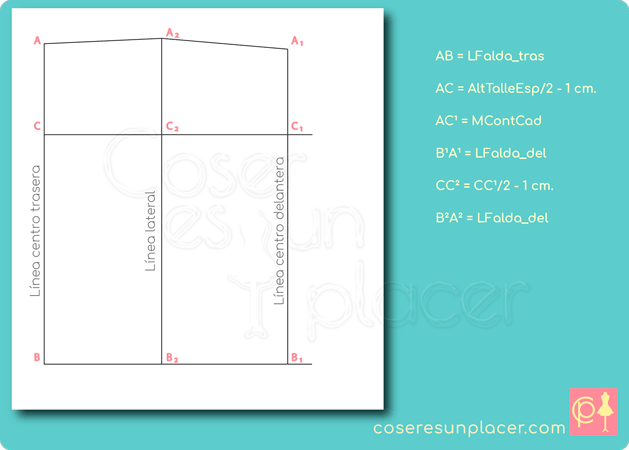 A
A₂
A₁
AB = LFalda_tras
AC = AltTalleEsp/2 - 1 cm.
AC¹ = MContCad
B¹A¹ = LFalda_del
CC² = CC¹/2 - 1 cm.
B²A² = LFalda_del
C
C₂
C₁
Línea centro trasera
Línea lateral
Línea centro delantera
Coser
es un
placer
B
B₂
B₁
coseresunplacer.com